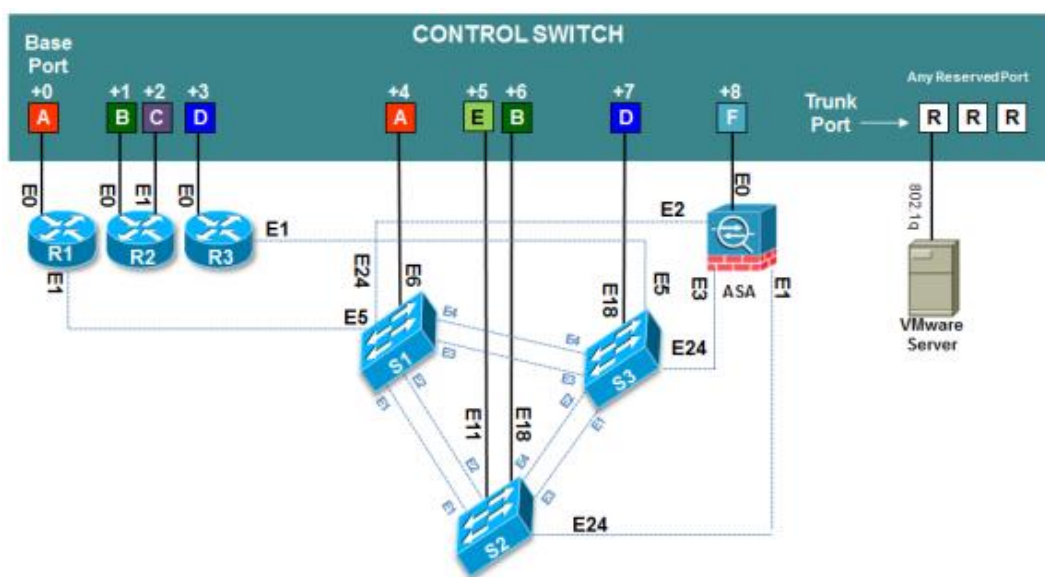 CONTROL SWITCH
Base
Port
Any Reserved Port
+0 +1 +2 +3 +4 +5 +6 +7 +8
Trunk
Port
A B C D A E B D F R R R
E0 E0 E1 E0 E0
802.1q
R1 R2 R3
E1
E2
E1
E24
E6
E5
E18
E5
E3
ASA
E1
VMware
Server
E5
S1
E4
E3
E4
E3
S3
E24
E1
E2
E2
E1
E11
E18
E2
E1
E4
E3
S2
E24